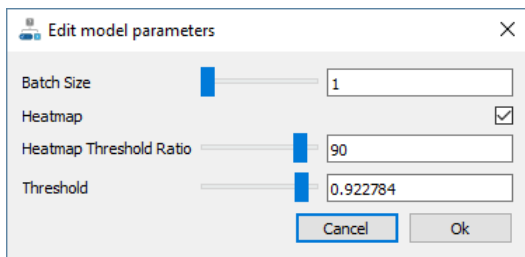 Edit model parameters
Batch Size 1
Heatmap
Heatmap Threshold Ratio 90
Threshold 0.922784
Cancel Ok